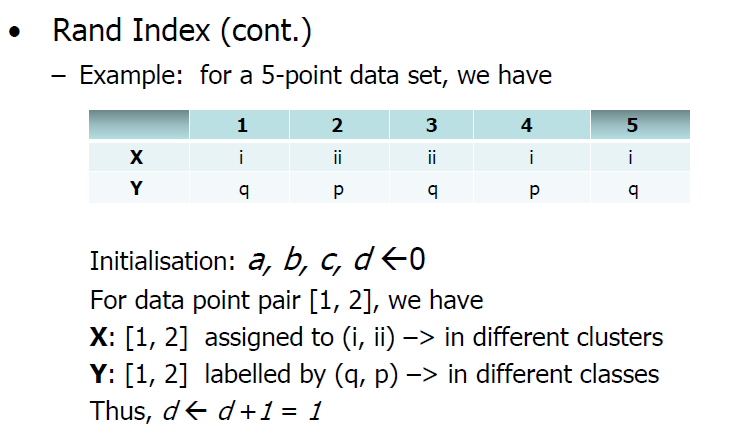 • Rand Index (cont.)
– Example: for a 5-point data set, we have
1 2 3 4 5
X i ii ii i i
Y q p q p q
Initialisation: a, b, c, d ←0
For data point pair [1, 2], we have
X: [1, 2] assigned to (i, ii) –> in different clusters
Y: [1, 2] labelled by (q, p) –> in different classes
Thus, d ← d +1 = 1